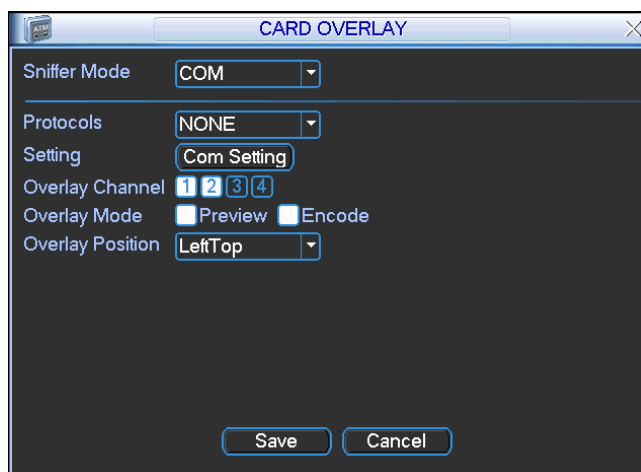 ATM
CARD OVERLAY
Sniffer Mode COM
Protocols NONE
Setting Com Setting
Overlay Channel 1 2 3 4
Overlay Mode Preview Encode
Overlay Position LeftTop
Save Cancel